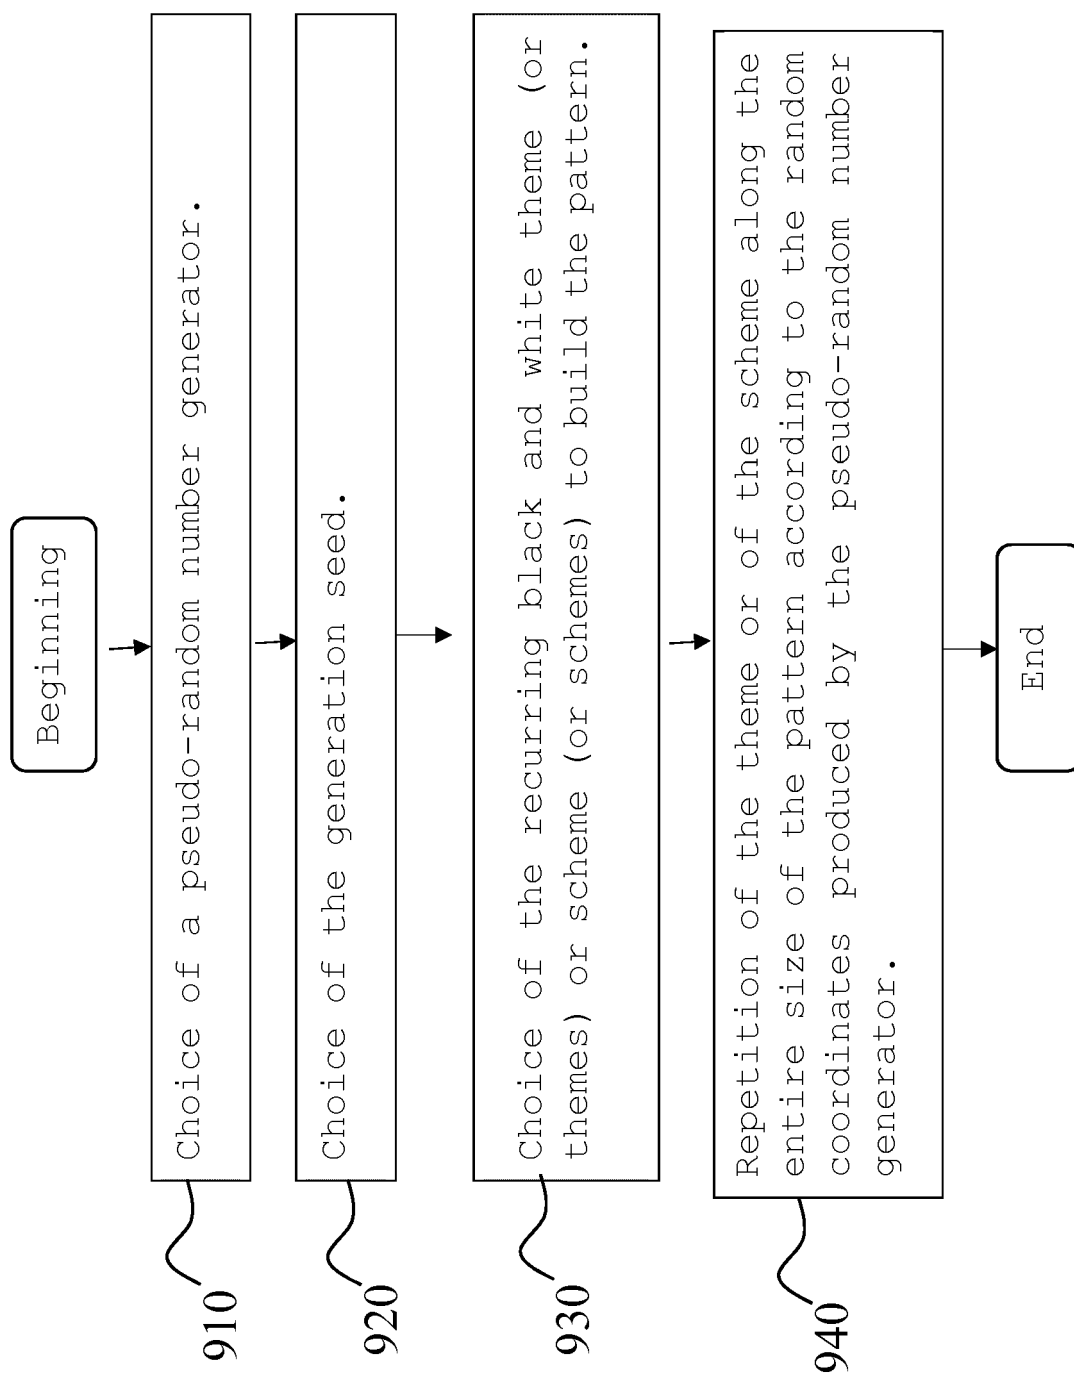 Beginning
Choice of a pseudo-random number generator.
910
Choice of the generation seed.
920
Choice of the recurring black and white theme (or
themes) or scheme (or schemes) to build the pattern.
930
Repetition of the theme or of the scheme along the
entire size of the pattern according to the random
coordinates produced by the pseudo-random number
generator.
940
End